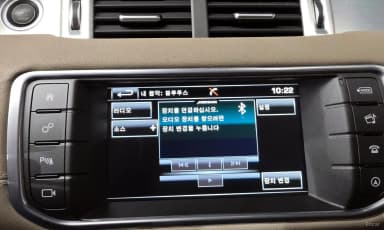 내 음악: 블루투스
10:22
라디오
설정
장치를 연결하십시오.
오디오 장치를 찾으려면
장치 변경을 누릅니다
소스 +
장치 변경